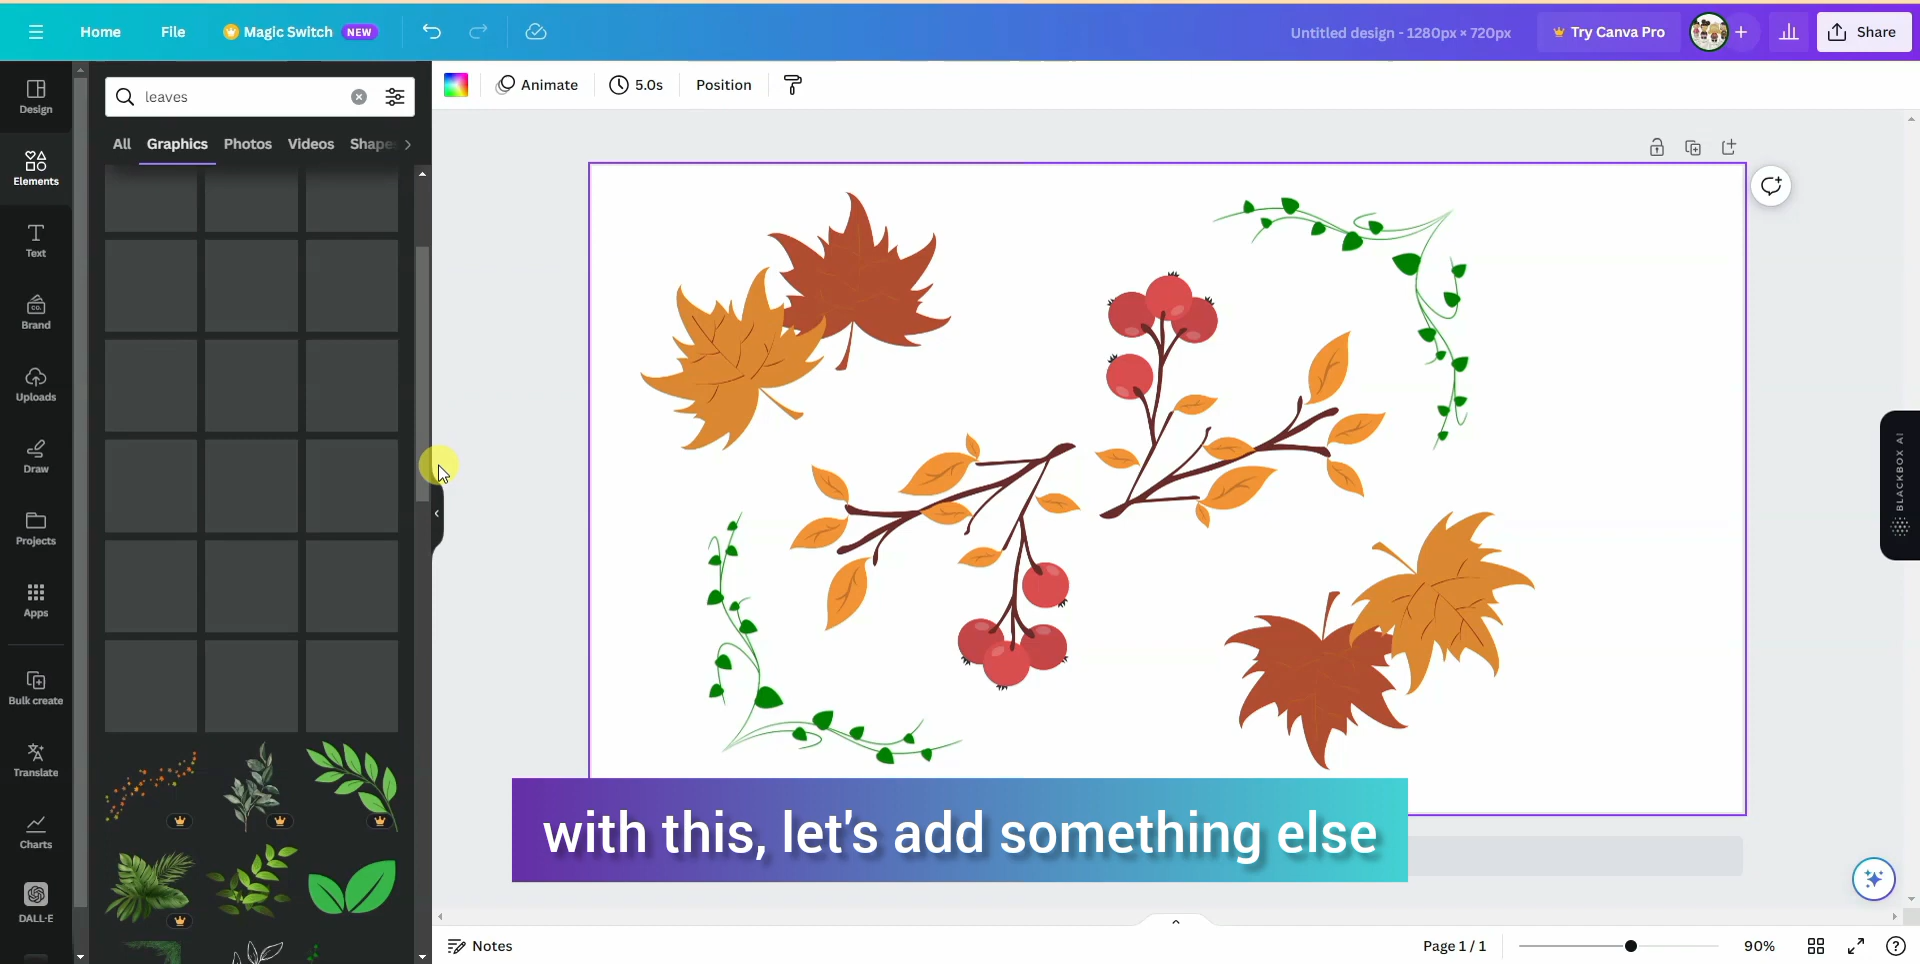 Home
File
Magic Switch NEW
Untitled design - 1280px × 720px
Try Canva Pro
Share
Design
Elements
Text
Brand
Uploads
Draw
Projects
Apps
Bulk create
Translate
Charts
DALL·E
leaves
All
Graphics
Photos
Videos
Shape
Animate
5.0s
Position
CO.
BLACKBOX AI
with this, let's add something else
Notes
Page 1 / 1
90%